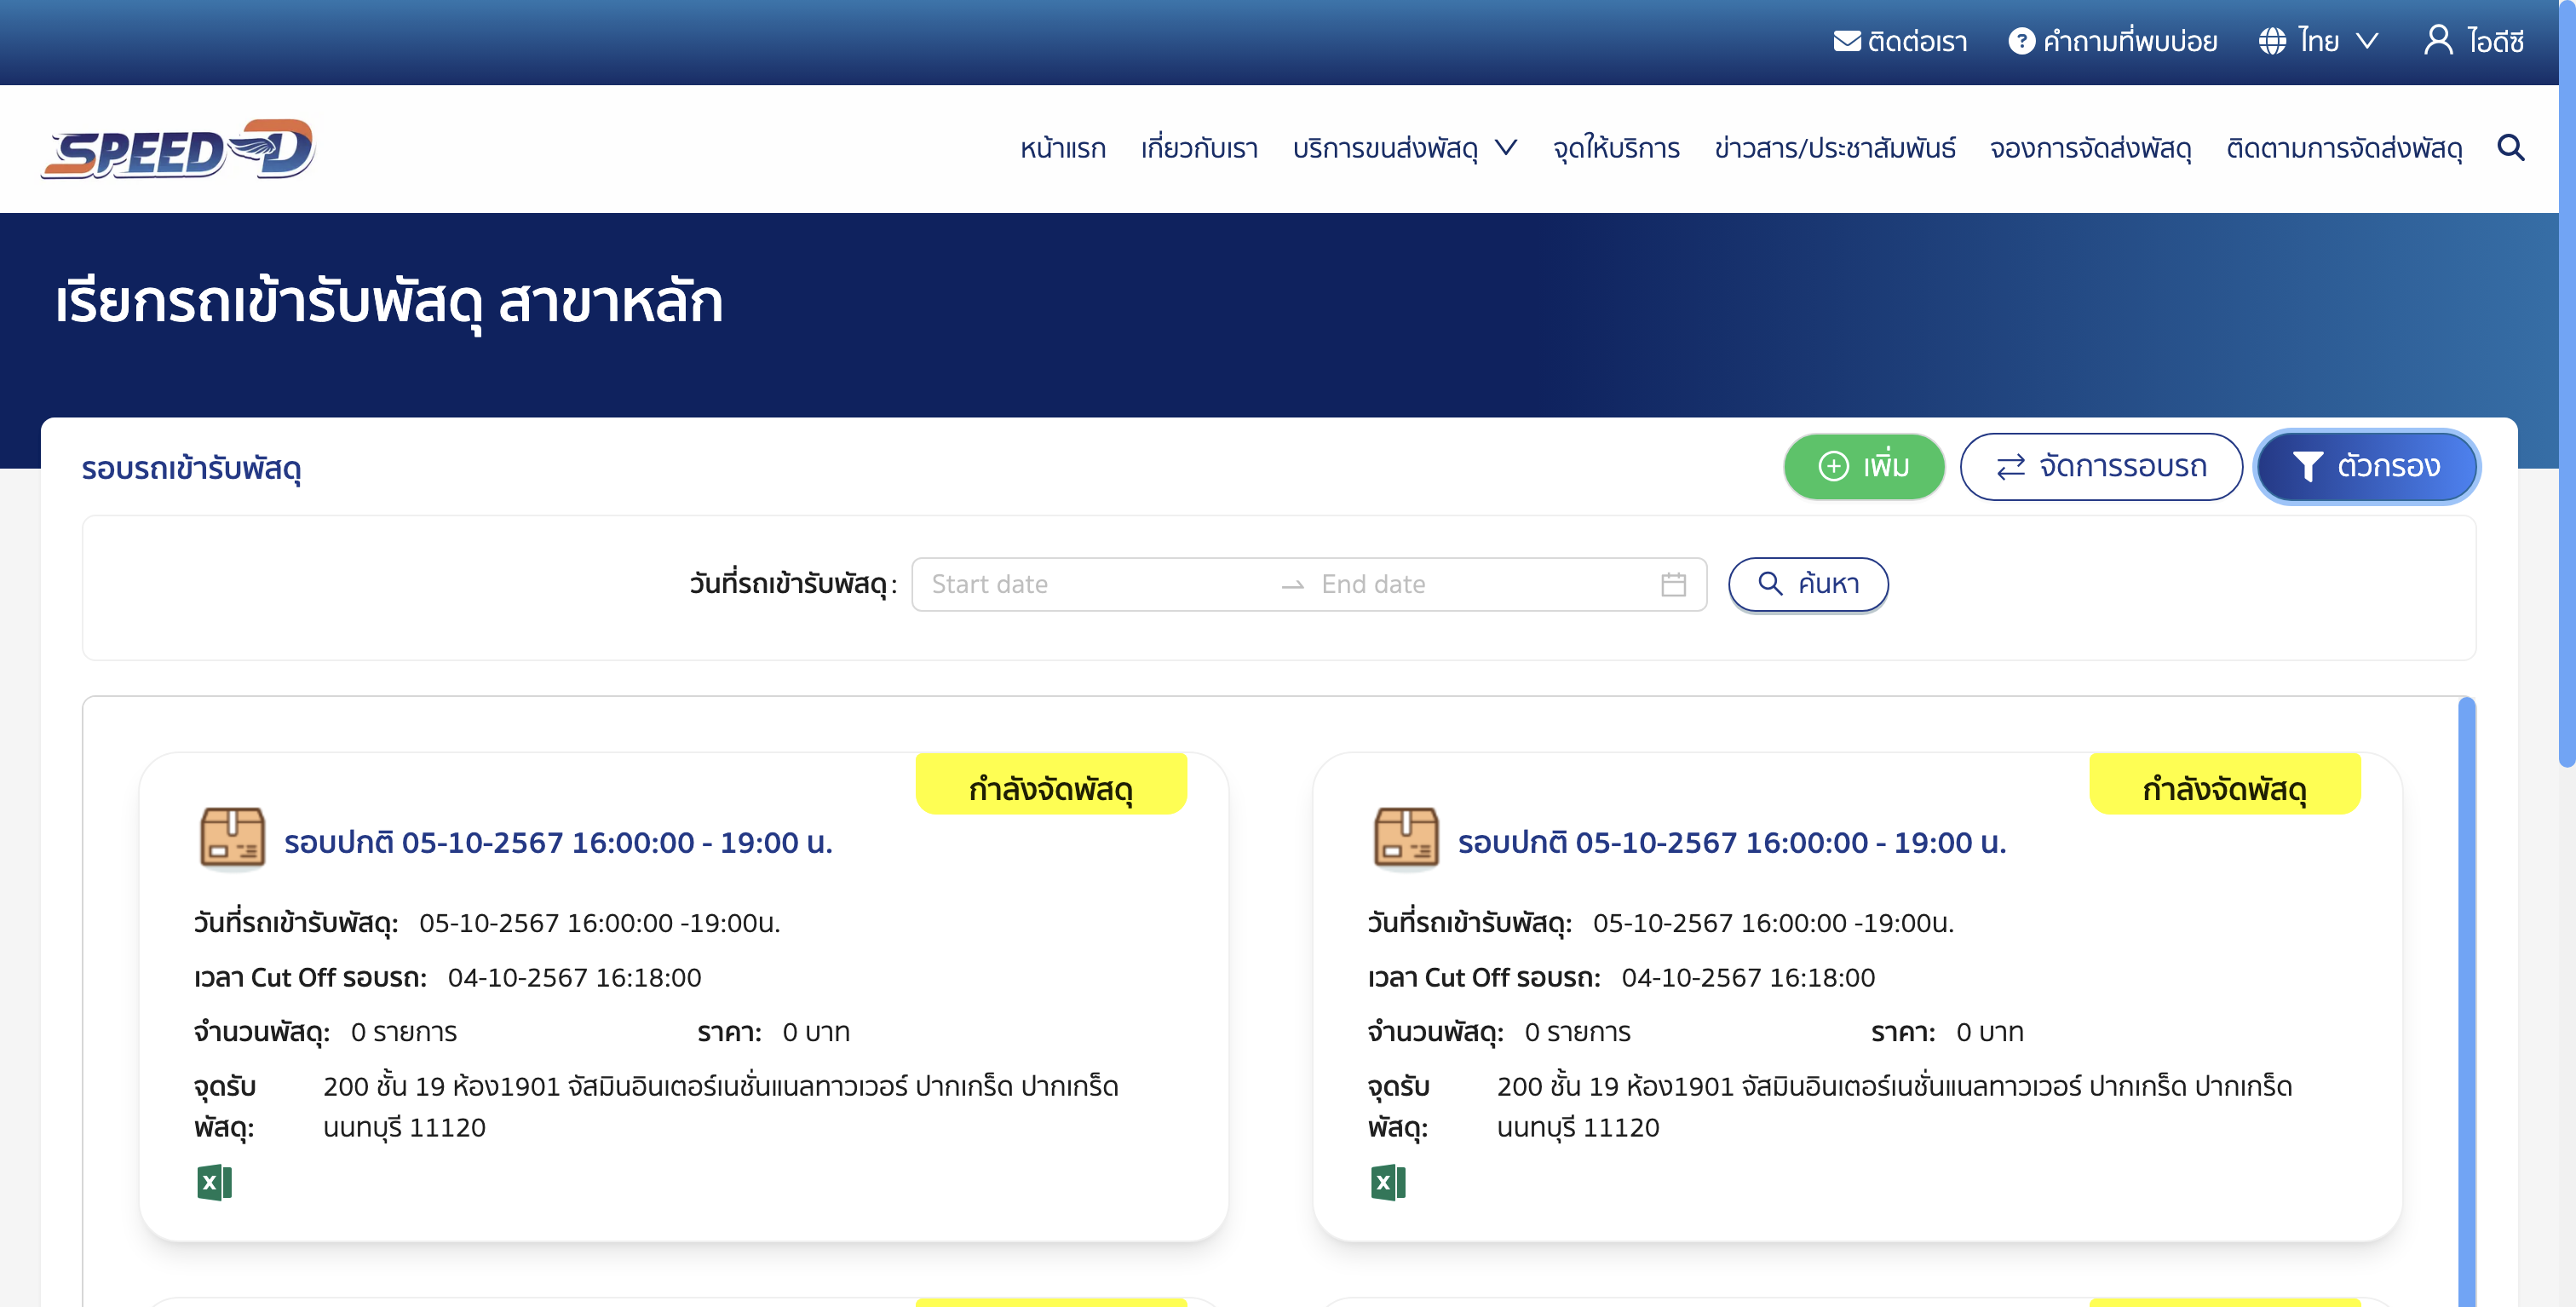 ติดต่อเรา คำถามที่พบบ่อย ไทย ไอดีซี
SPEED-D หน้าแรก เกี่ยวกับเรา บริการขนส่งพัสดุ จุดให้บริการ ข่าวสาร/ประชาสัมพันธ์ จองการจัดส่งพัสดุ ติดตามการจัดส่งพัสดุ
เรียกรถเข้ารับพัสดุ สาขาหลัก
รอบรถเข้ารับพัสดุ เพิ่ม จัดการรอบรถ ตัวกรอง
วันที่รถเข้ารับพัสดุ : Start date End date ค้นหา
กำลังจัดพัสดุ
รอบปกติ 05-10-2567 16:00:00 - 19:00 น.
วันที่รถเข้ารับพัสดุ: 05-10-2567 16:00:00 -19:00น.
เวลา Cut Off รอบรถ: 04-10-2567 16:18:00
จำนวนพัสดุ: 0 รายการ ราคา: 0 บาท
จุดรับ 200 ชั้น 19 ห้อง1901 จัสมินอินเตอร์เนชั่นแนลทาวเวอร์ ปากเกร็ด ปากเกร็ด
พัสดุ: นนทบุรี 11120
กำลังจัดพัสดุ
รอบปกติ 05-10-2567 16:00:00 - 19:00 น.
วันที่รถเข้ารับพัสดุ: 05-10-2567 16:00:00 -19:00น.
เวลา Cut Off รอบรถ: 04-10-2567 16:18:00
จำนวนพัสดุ: 0 รายการ ราคา: 0 บาท
จุดรับ 200 ชั้น 19 ห้อง1901 จัสมินอินเตอร์เนชั่นแนลทาวเวอร์ ปากเกร็ด ปากเกร็ด
พัสดุ: นนทบุรี 11120